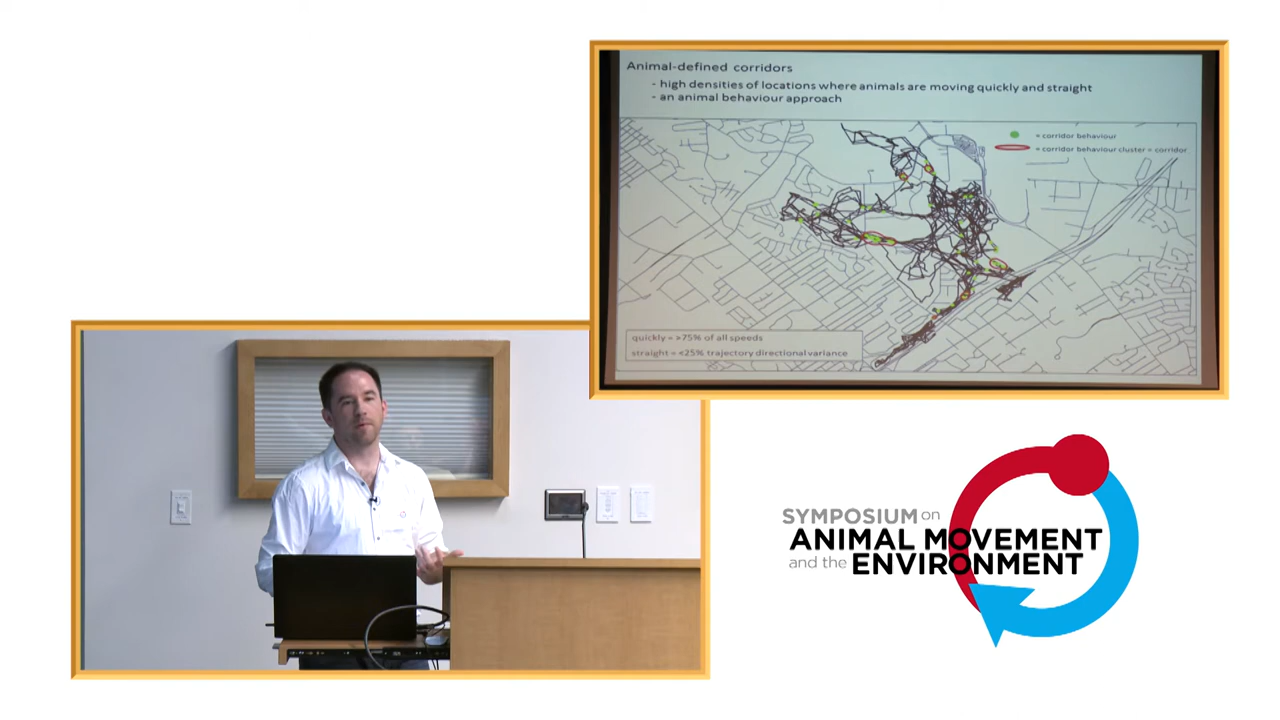 Animal-defined corridors
- high densities of locations where animals are moving quickly and straight
- an animal behaviour approach
= corridor behaviour
= corridor behaviour cluster = corridor
quickly = >75% of all speeds
straight = <25% trajectory directional variance
SYMPOSIUM on
ANIMAL MOVEMENT
and the ENVIRONMENT